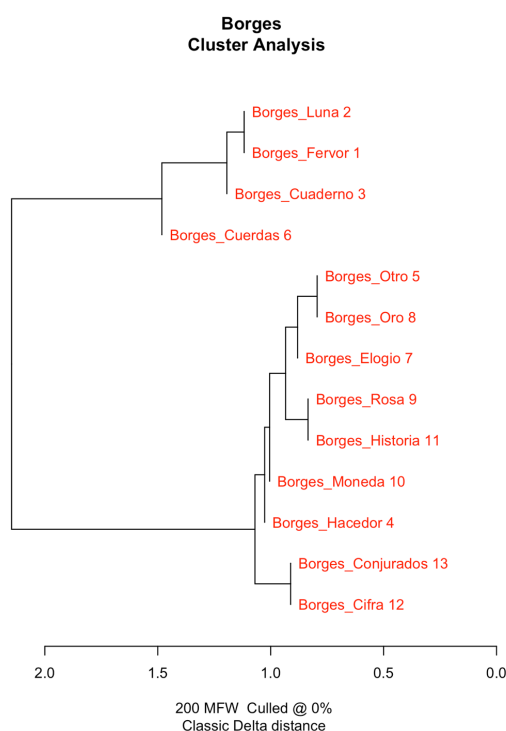 Borges
Cluster Analysis
Borges_Luna 2
Borges_Fervor 1
Borges_Cuaderno 3
Borges_Cuerdas 6
Borges_Otro 5
Borges_Oro 8
Borges_Elogio 7
Borges_Rosa 9
Borges_Historia 11
Borges_Moneda 10
Borges_Hacedor 4
Borges_Conjurados 13
Borges_Cifra 12
2.0 1.5 1.0 0.5 0.0
200 MFW Culled @ 0%
Classic Delta distance